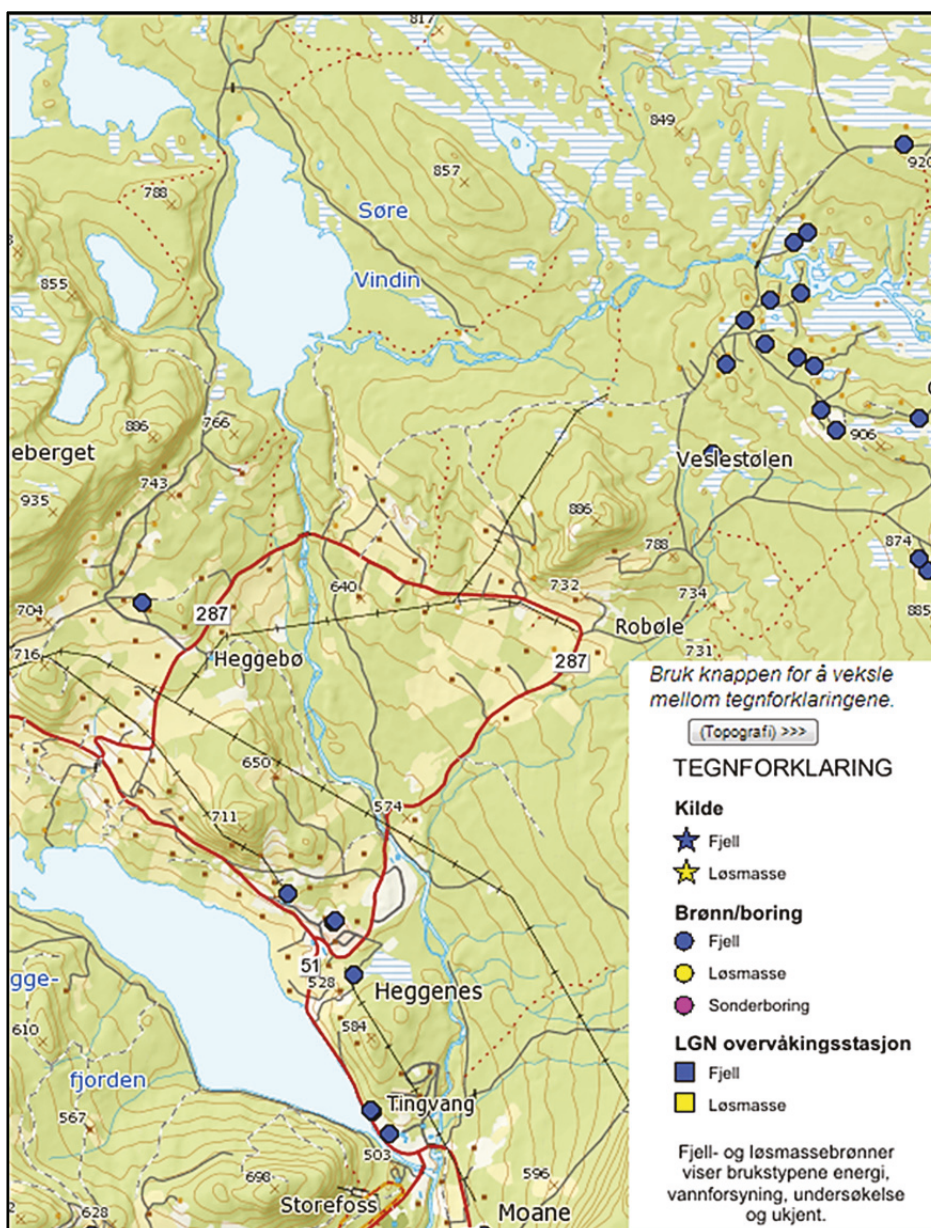 817
920
849
857
788
Søre
Vindin
855
886
766
eberget
743
935
906
Veslestølen
886
874
788
885
640
732
734
704
287
Robøle
731
716
Heggebø
287
650
574
711
51
528
Heggenes
gge-
584
610
fjorden
567
Tingvang
503
698
596
Storefoss
Moane
628
Bruk knappen for å veksle
mellom tegnforklaringene.
(Topografi) >>>
TEGNFORKLARING
Kilde
Fjell
Løsmasse
Brønn/boring
Fjell
Løsmasse
Sonderboring
LGN overvåkingsstasjon
Fjell
Løsmasse
Fjell- og løsmassebrønner
viser brukstypene energi,
vannforsyning, undersøkelse
og ukjent.